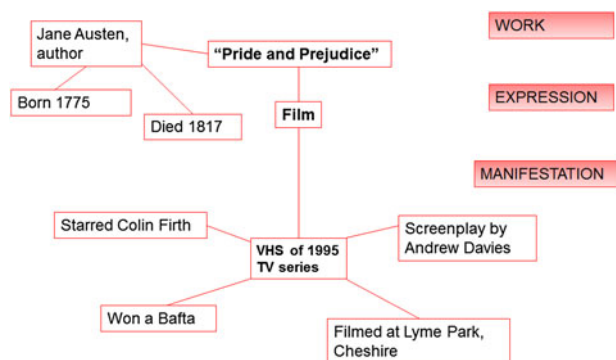 Jane Austen,
author
“Pride and Prejudice”
WORK
Born 1775
Died 1817
Film
EXPRESSION
MANIFESTATION
Starred Colin Firth
VHS of 1995
TV series
Screenplay by
Andrew Davies
Won a Bafta
Filmed at Lyme Park,
Cheshire